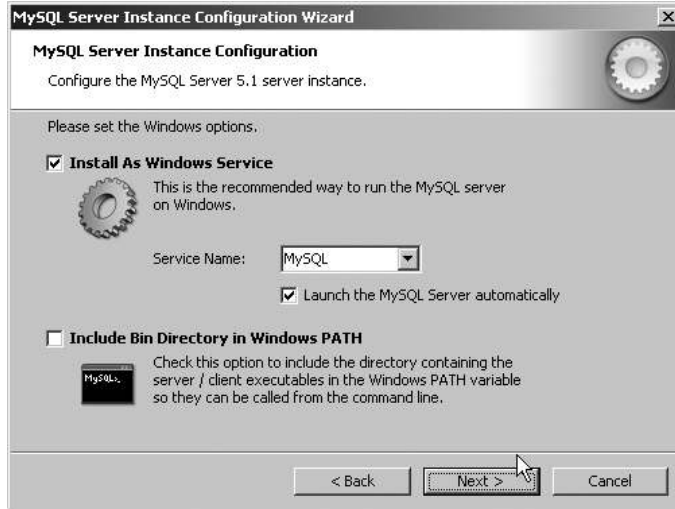 MySQL Server Instance Configuration Wizard
MySQL Server Instance Configuration
Configure the MySQL Server 5.1 server instance.
Please set the Windows options.
Install As Windows Service
This is the recommended way to run the MySQL server
on Windows.
Service Name: MySQL
Launch the MySQL Server automatically
Include Bin Directory in Windows PATH
MySQL>_
Check this option to include the directory containing the
server / client executables in the Windows PATH variable
so they can be called from the command line.
< Back Next > Cancel